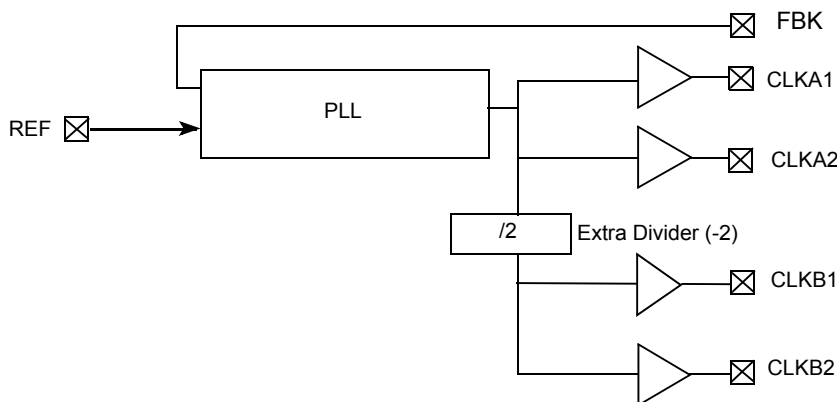 FBK
CLKA1
PLL
REF
CLKA2
/2
Extra Divider (-2)
CLKB1
CLKB2